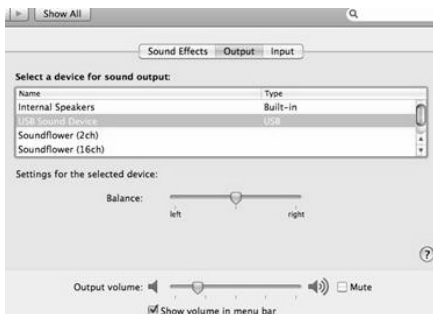 Show All
Sound Effects Output Input
Select a device for sound output:
Name Type
Internal Speakers Built-in
USB Sound Device USB
Soundflower (2ch)
Soundflower (16ch)
Settings for the selected device:
Balance:
left right
?
Output volume: Mute
Show volume in menu bar